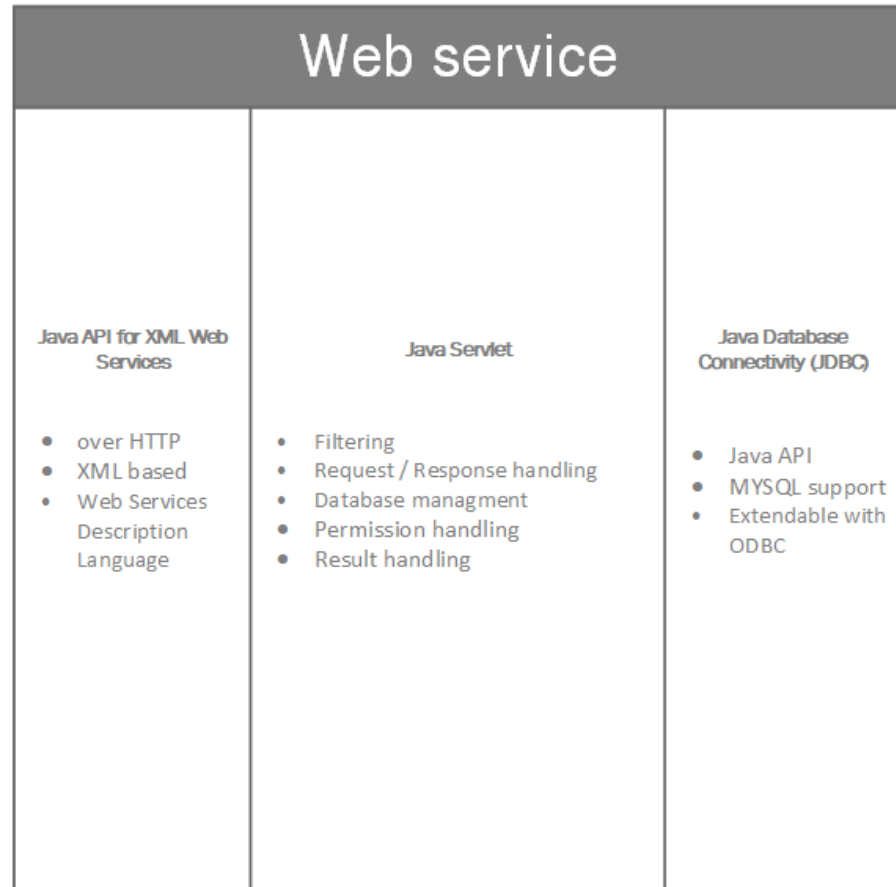 Web service
Java API for XML Web
Services
over HTTP
XML based
Web Services
Description
Language
Java Servlet
Filtering
Request / Response handling
Database managment
Permission handling
Result handling
Java Database
Connectivity (JDBC)
Java API
MYSQL support
Extendable with
ODBC